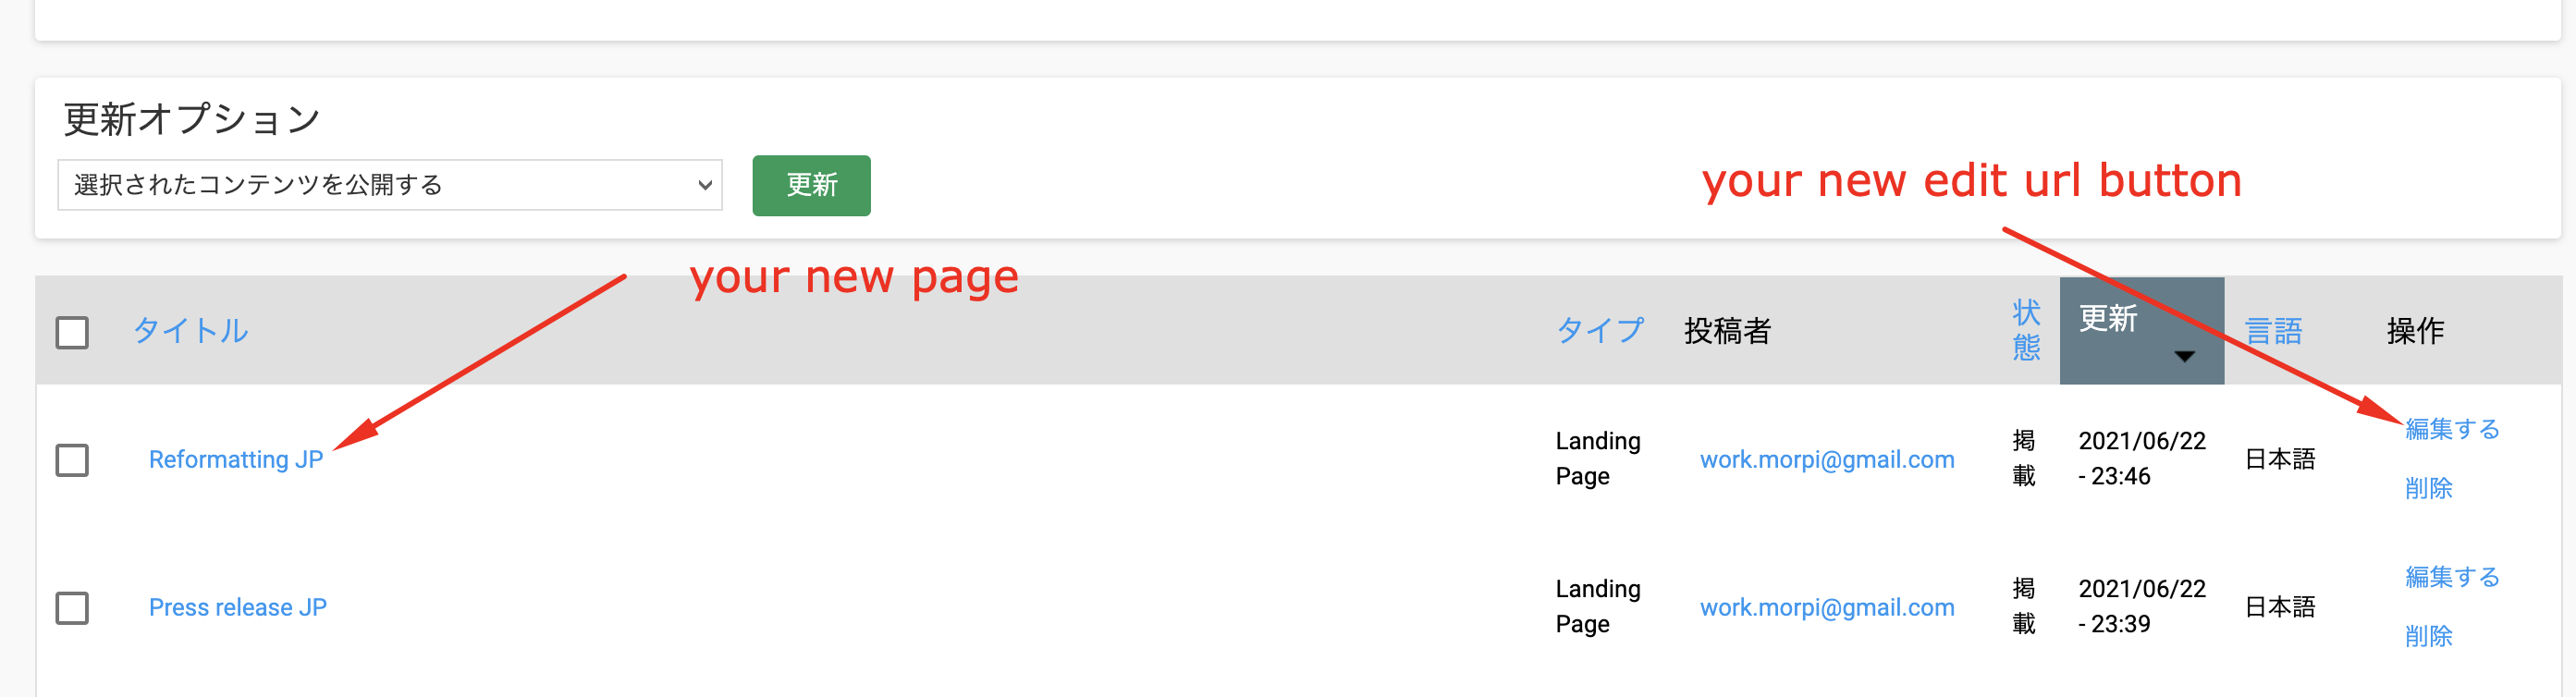 更新オプション
選択されたコンテンツを公開する
更新
your new edit url button
your new page
タイトル
タイプ
投稿者
状
態
更新
言語
操作
Reformatting JP
Landing
Page
work.morpi@gmail.com
掲
載
2021/06/22
- 23:46
日本語
編集する
削除
Press release JP
Landing
Page
work.morpi@gmail.com
掲
載
2021/06/22
- 23:39
日本語
編集する
削除